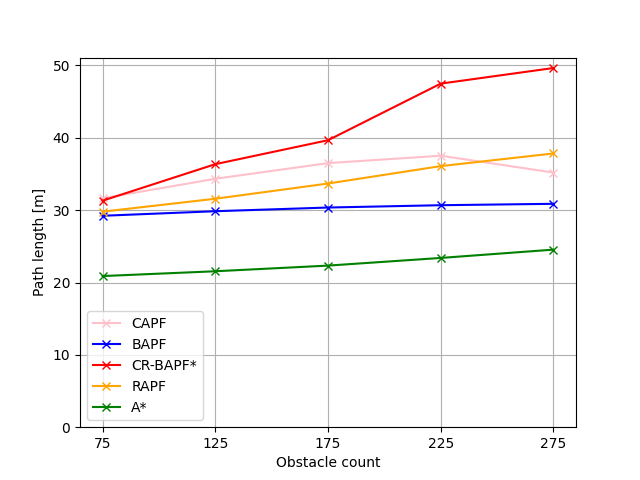 50
40
30
20
10
0
Path length [m]
CAPF
BAPF
CR-BAPF*
RAPF
A*
75 125 175 225 275
Obstacle count